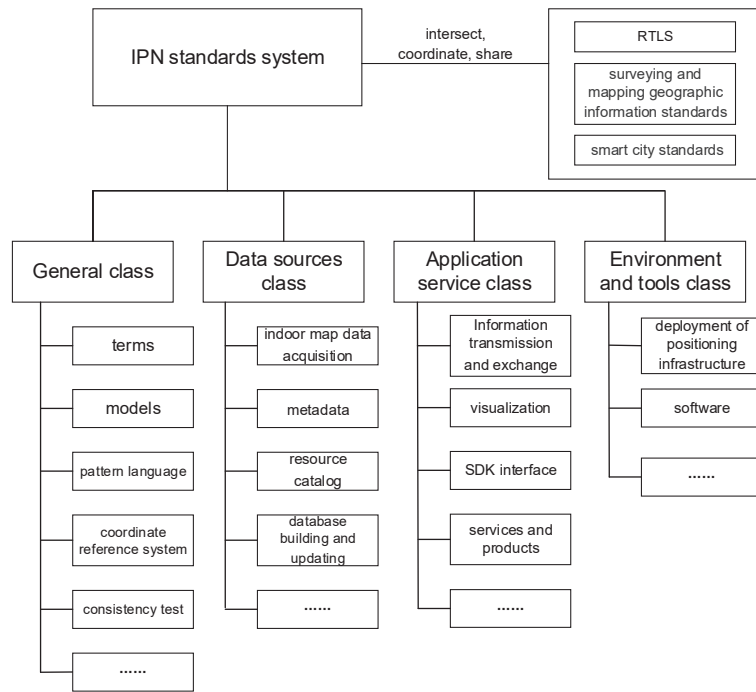 IPN standards system
intersect,
coordinate, share
RTLS
surveying and
mapping geographic
information standards
smart city standards
General class
terms
models
pattern language
coordinate
reference system
consistency test
......
Data sources
class
indoor map data
acquisition
metadata
resource
catalog
database
building and
updating
......
Application
service class
Information
transmission
and exchange
visualization
SDK interface
services and
products
......
Environment
and tools class
deployment of
positioning
infrastructure
software
......